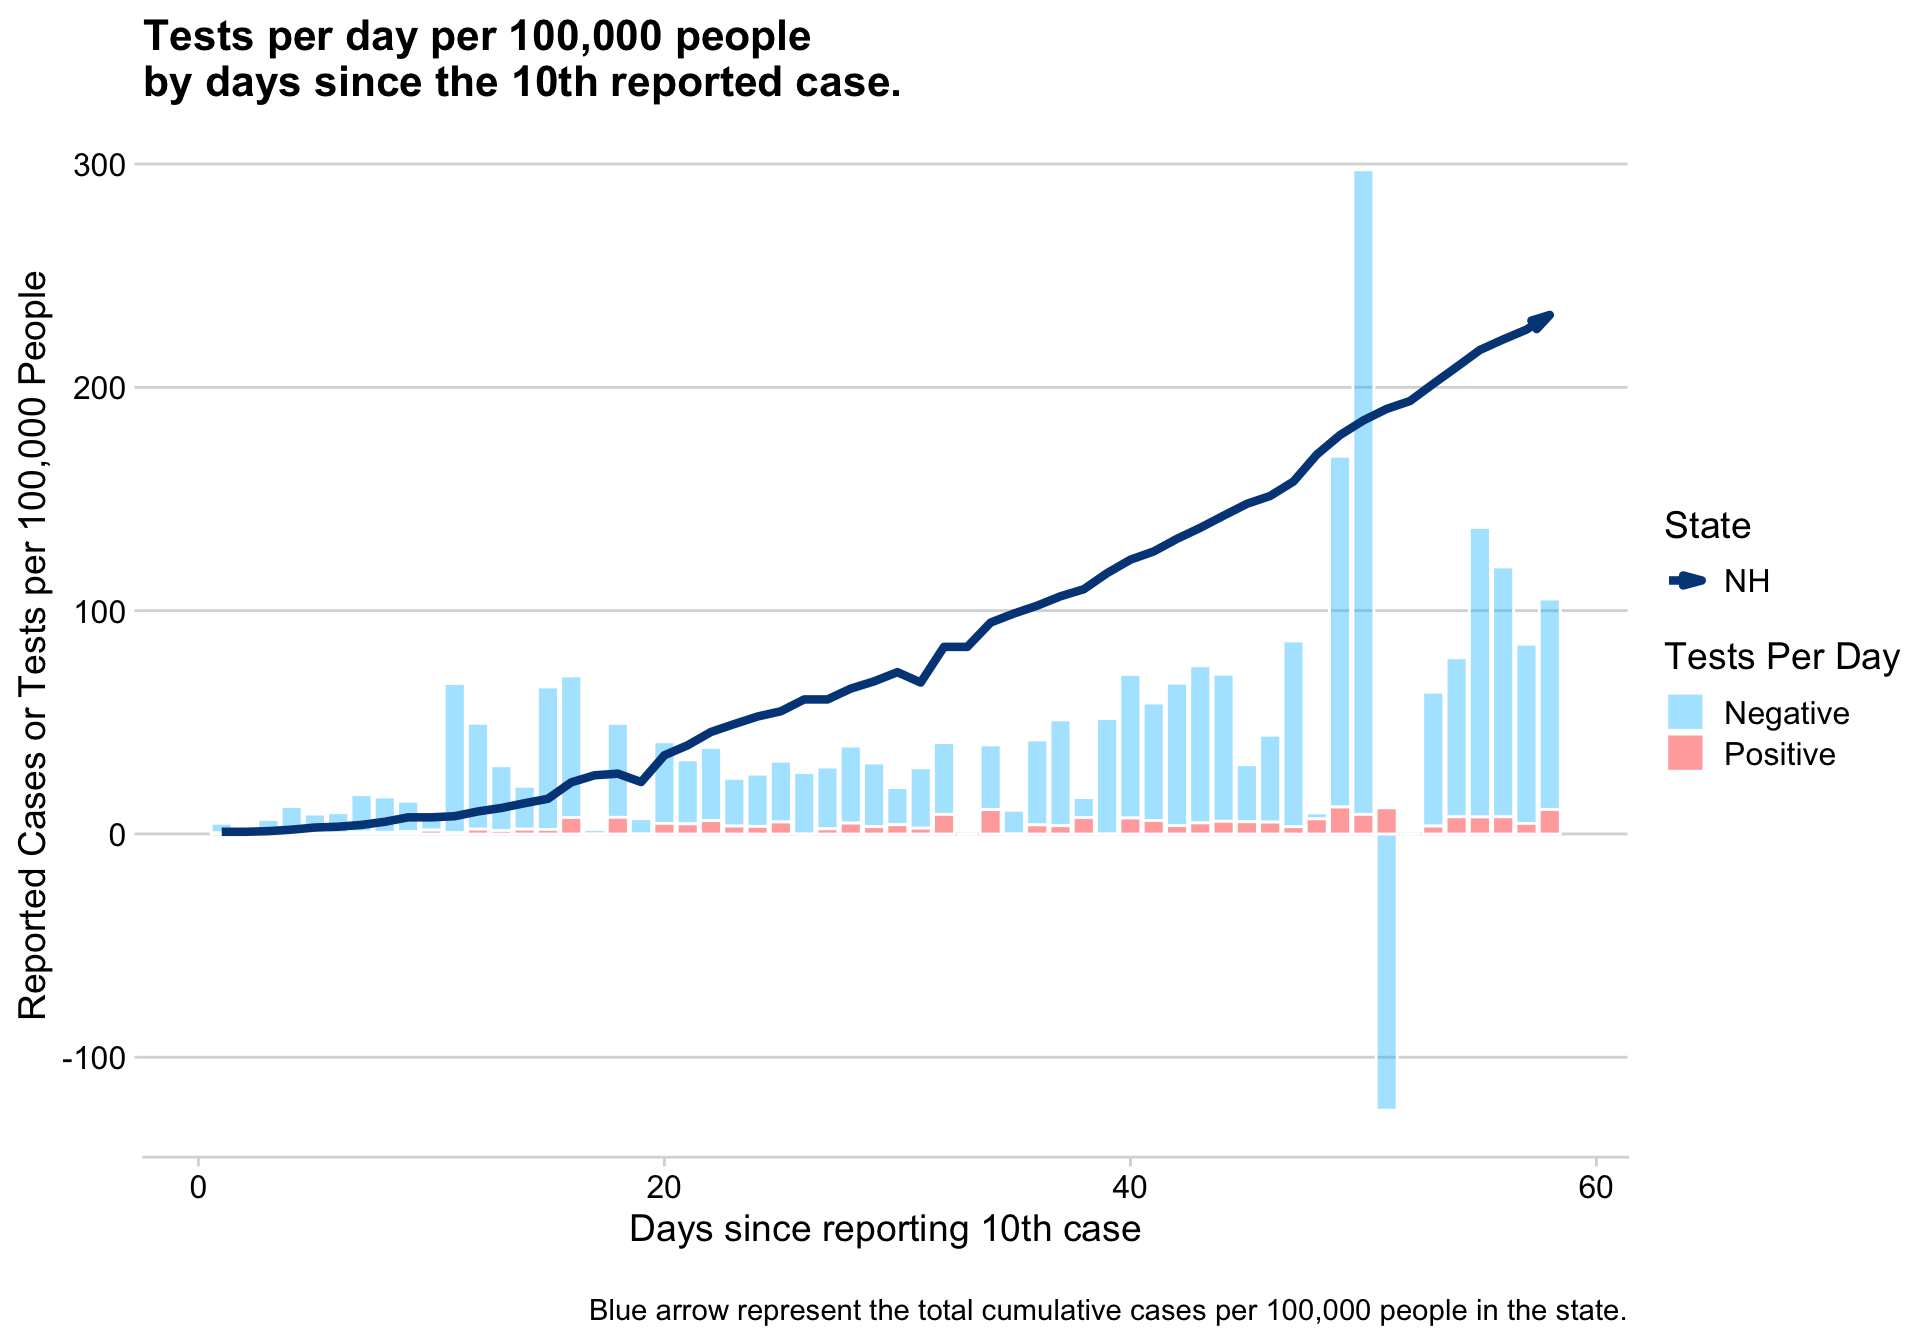 Tests per day per 100,000 people
by days since the 10th reported case.
Reported Cases or Tests per 100,000 People
300
200
100
0
-100
0
20
40
60
Days since reporting 10th case
State
NH
Tests Per Day
Negative
Positive
Blue arrow represent the total cumulative cases per 100,000 people in the state.